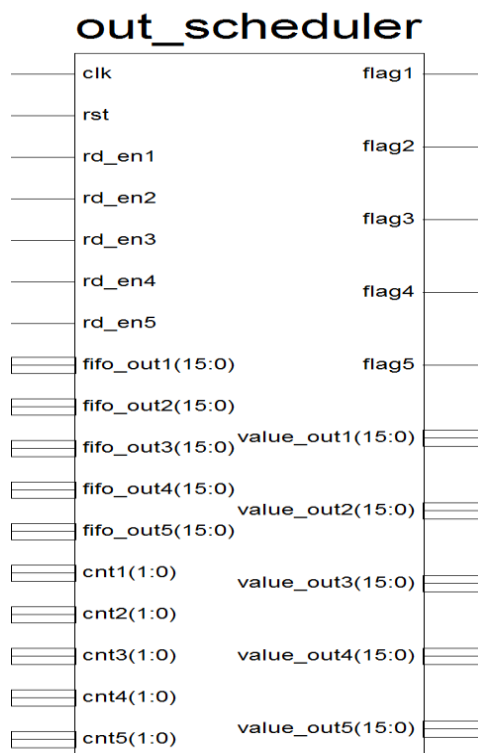 out_scheduler
clk
rst
rd_en1
rd_en2
rd_en3
rd_en4
rd_en5
fifo_out1(15:0)
fifo_out2(15:0)
fifo_out3(15:0)
fifo_out4(15:0)
fifo_out5(15:0)
cnt1(1:0)
cnt2(1:0)
cnt3(1:0)
cnt4(1:0)
cnt5(1:0)
flag1
flag2
flag3
flag4
flag5
value_out1(15:0)
value_out2(15:0)
value_out3(15:0)
value_out4(15:0)
value_out5(15:0)